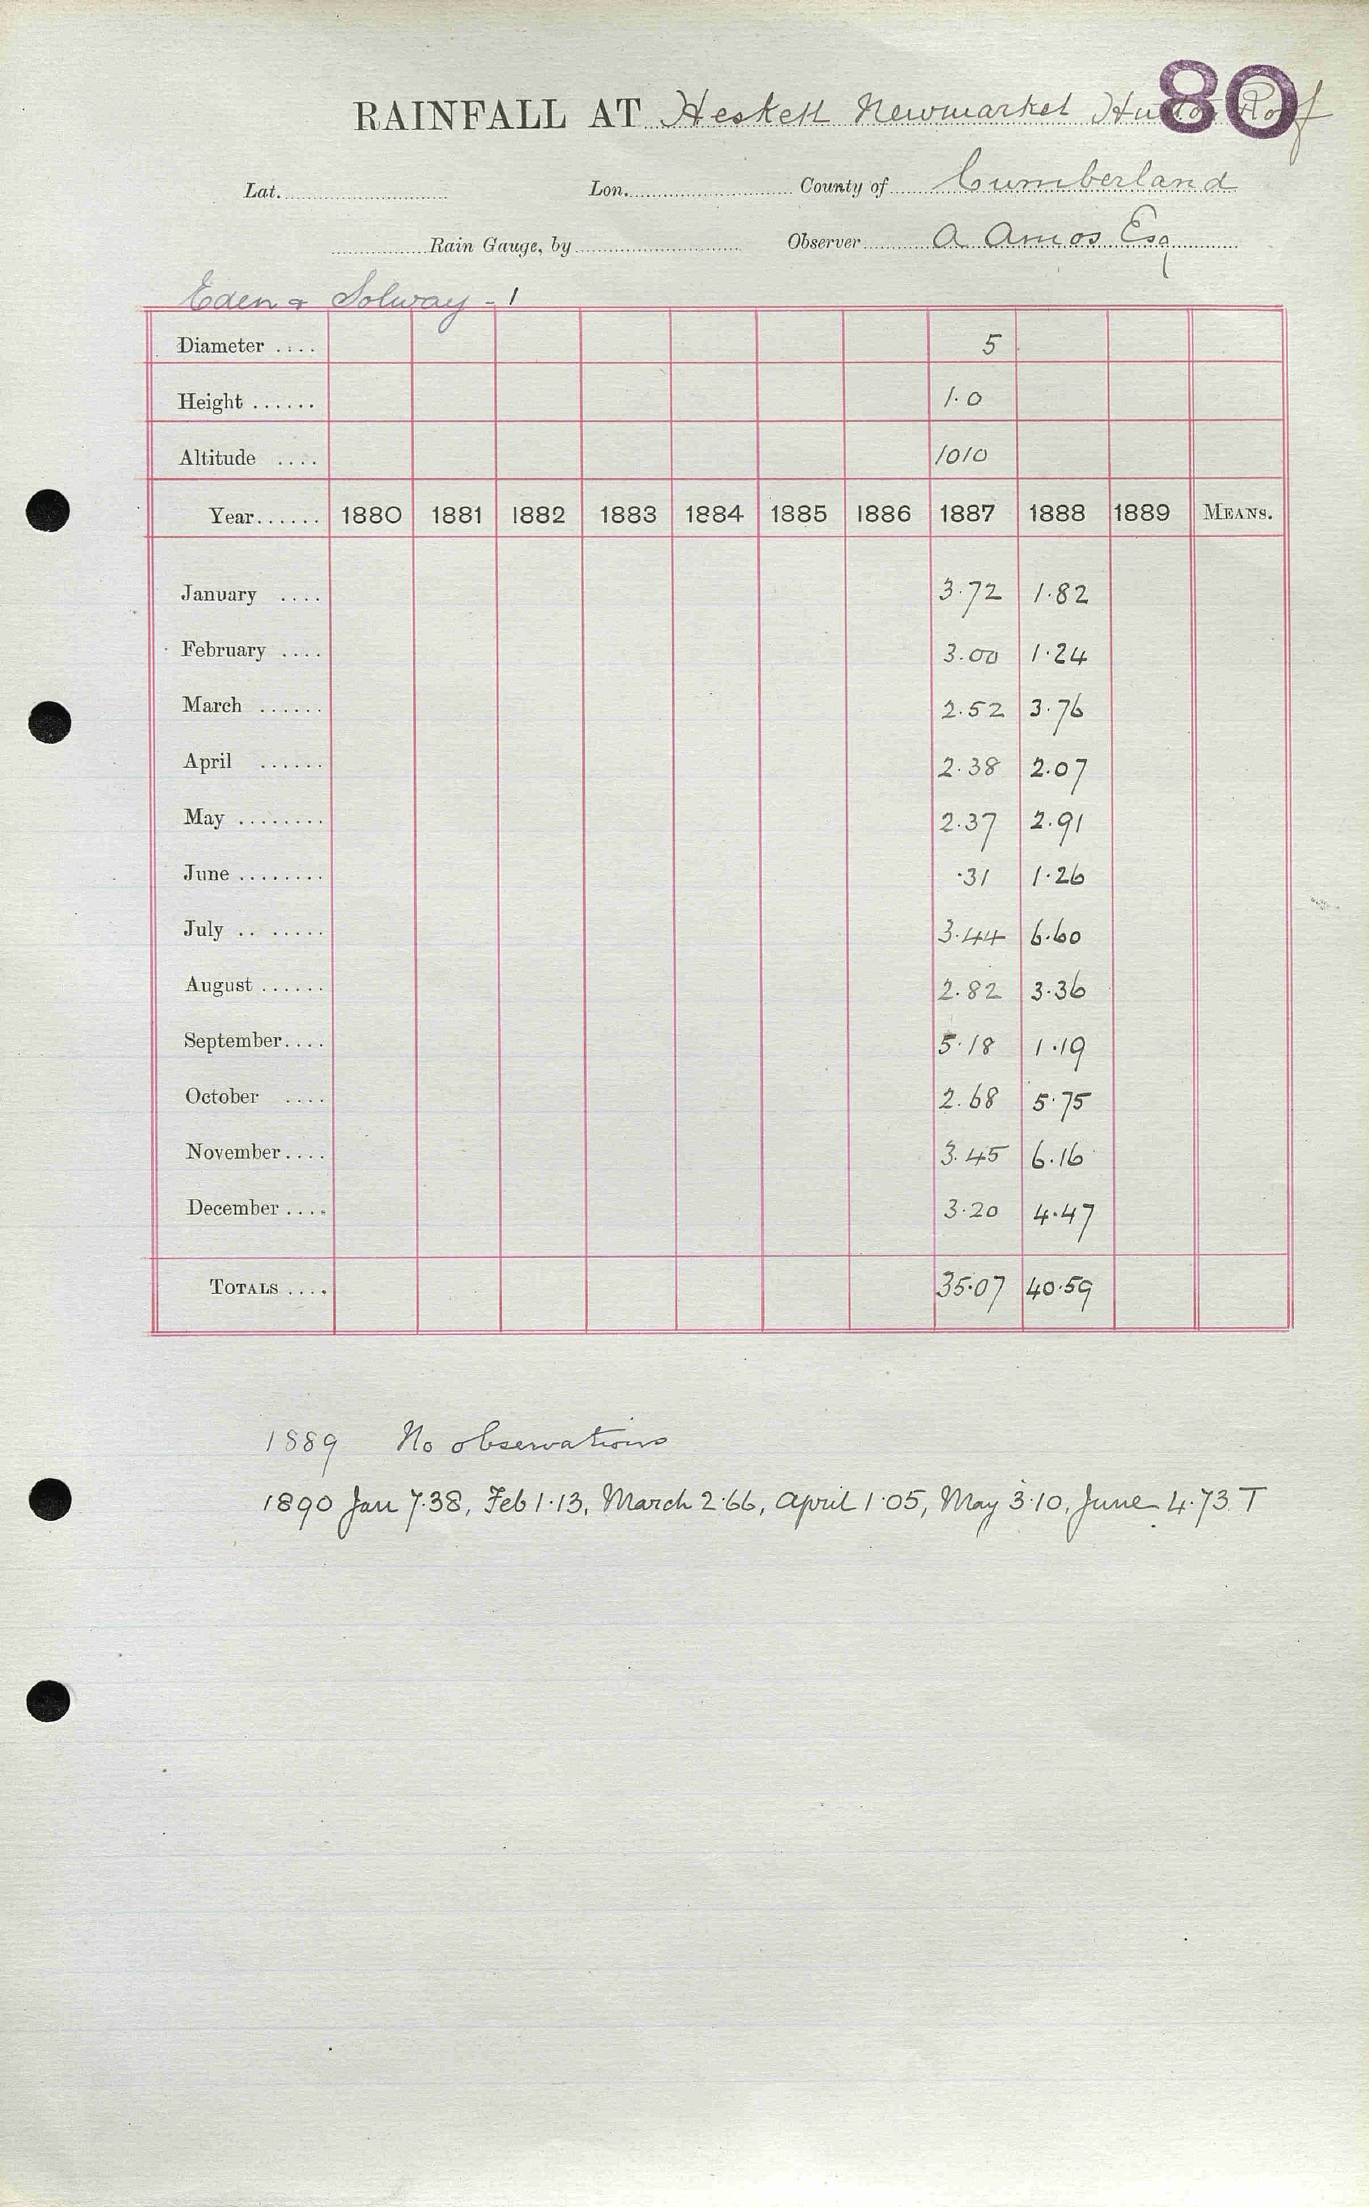 80
RAINFALL AT Heskett Newmarket Hutton Roof
Lat. Lon. County of Cumberland
Rain Gauge, by Observer A Amos Esq
Eden & Solway - 1
Diameter .... 5
Height ...... 1.0
Altitude .... 1010
Year...... 1880 1881 1882 1883 1884 1885 1886 1887 1888 1889 MEANS.
January .... 3.72 1.82
February .... 3.00 1.24
March ...... 2.52 3.76
April ...... 2.38 2.07
May ........ 2.37 2.91
June ........ .31 1.26
July .. ..... 3.44 6.60
August ...... 2.82 3.36
September.... 5.18 1.19
October .... 2.68 5.75
November.... 3.45 6.16
December .... 3.20 4.47
TOTALS .... 35.07 40.59
1889 No observations
1890 Jan 7.38, Feb 1.13, March 2.66, April 1.05, May 3.10, June 4.73 T